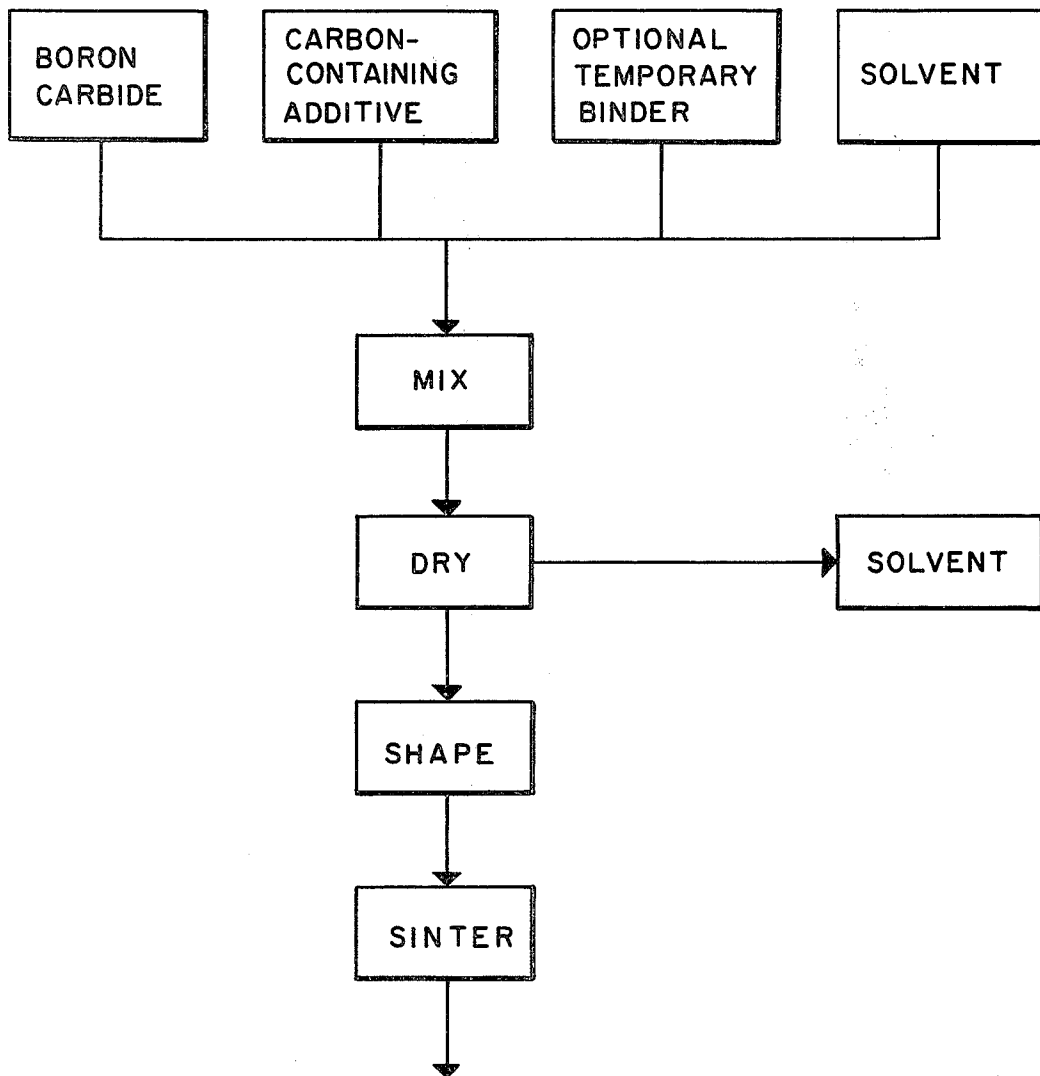 BORON
CARBIDE
CARBON-
CONTAINING
ADDITIVE
OPTIONAL
TEMPORARY
BINDER
SOLVENT
MIX
DRY
SOLVENT
SHAPE
SINTER